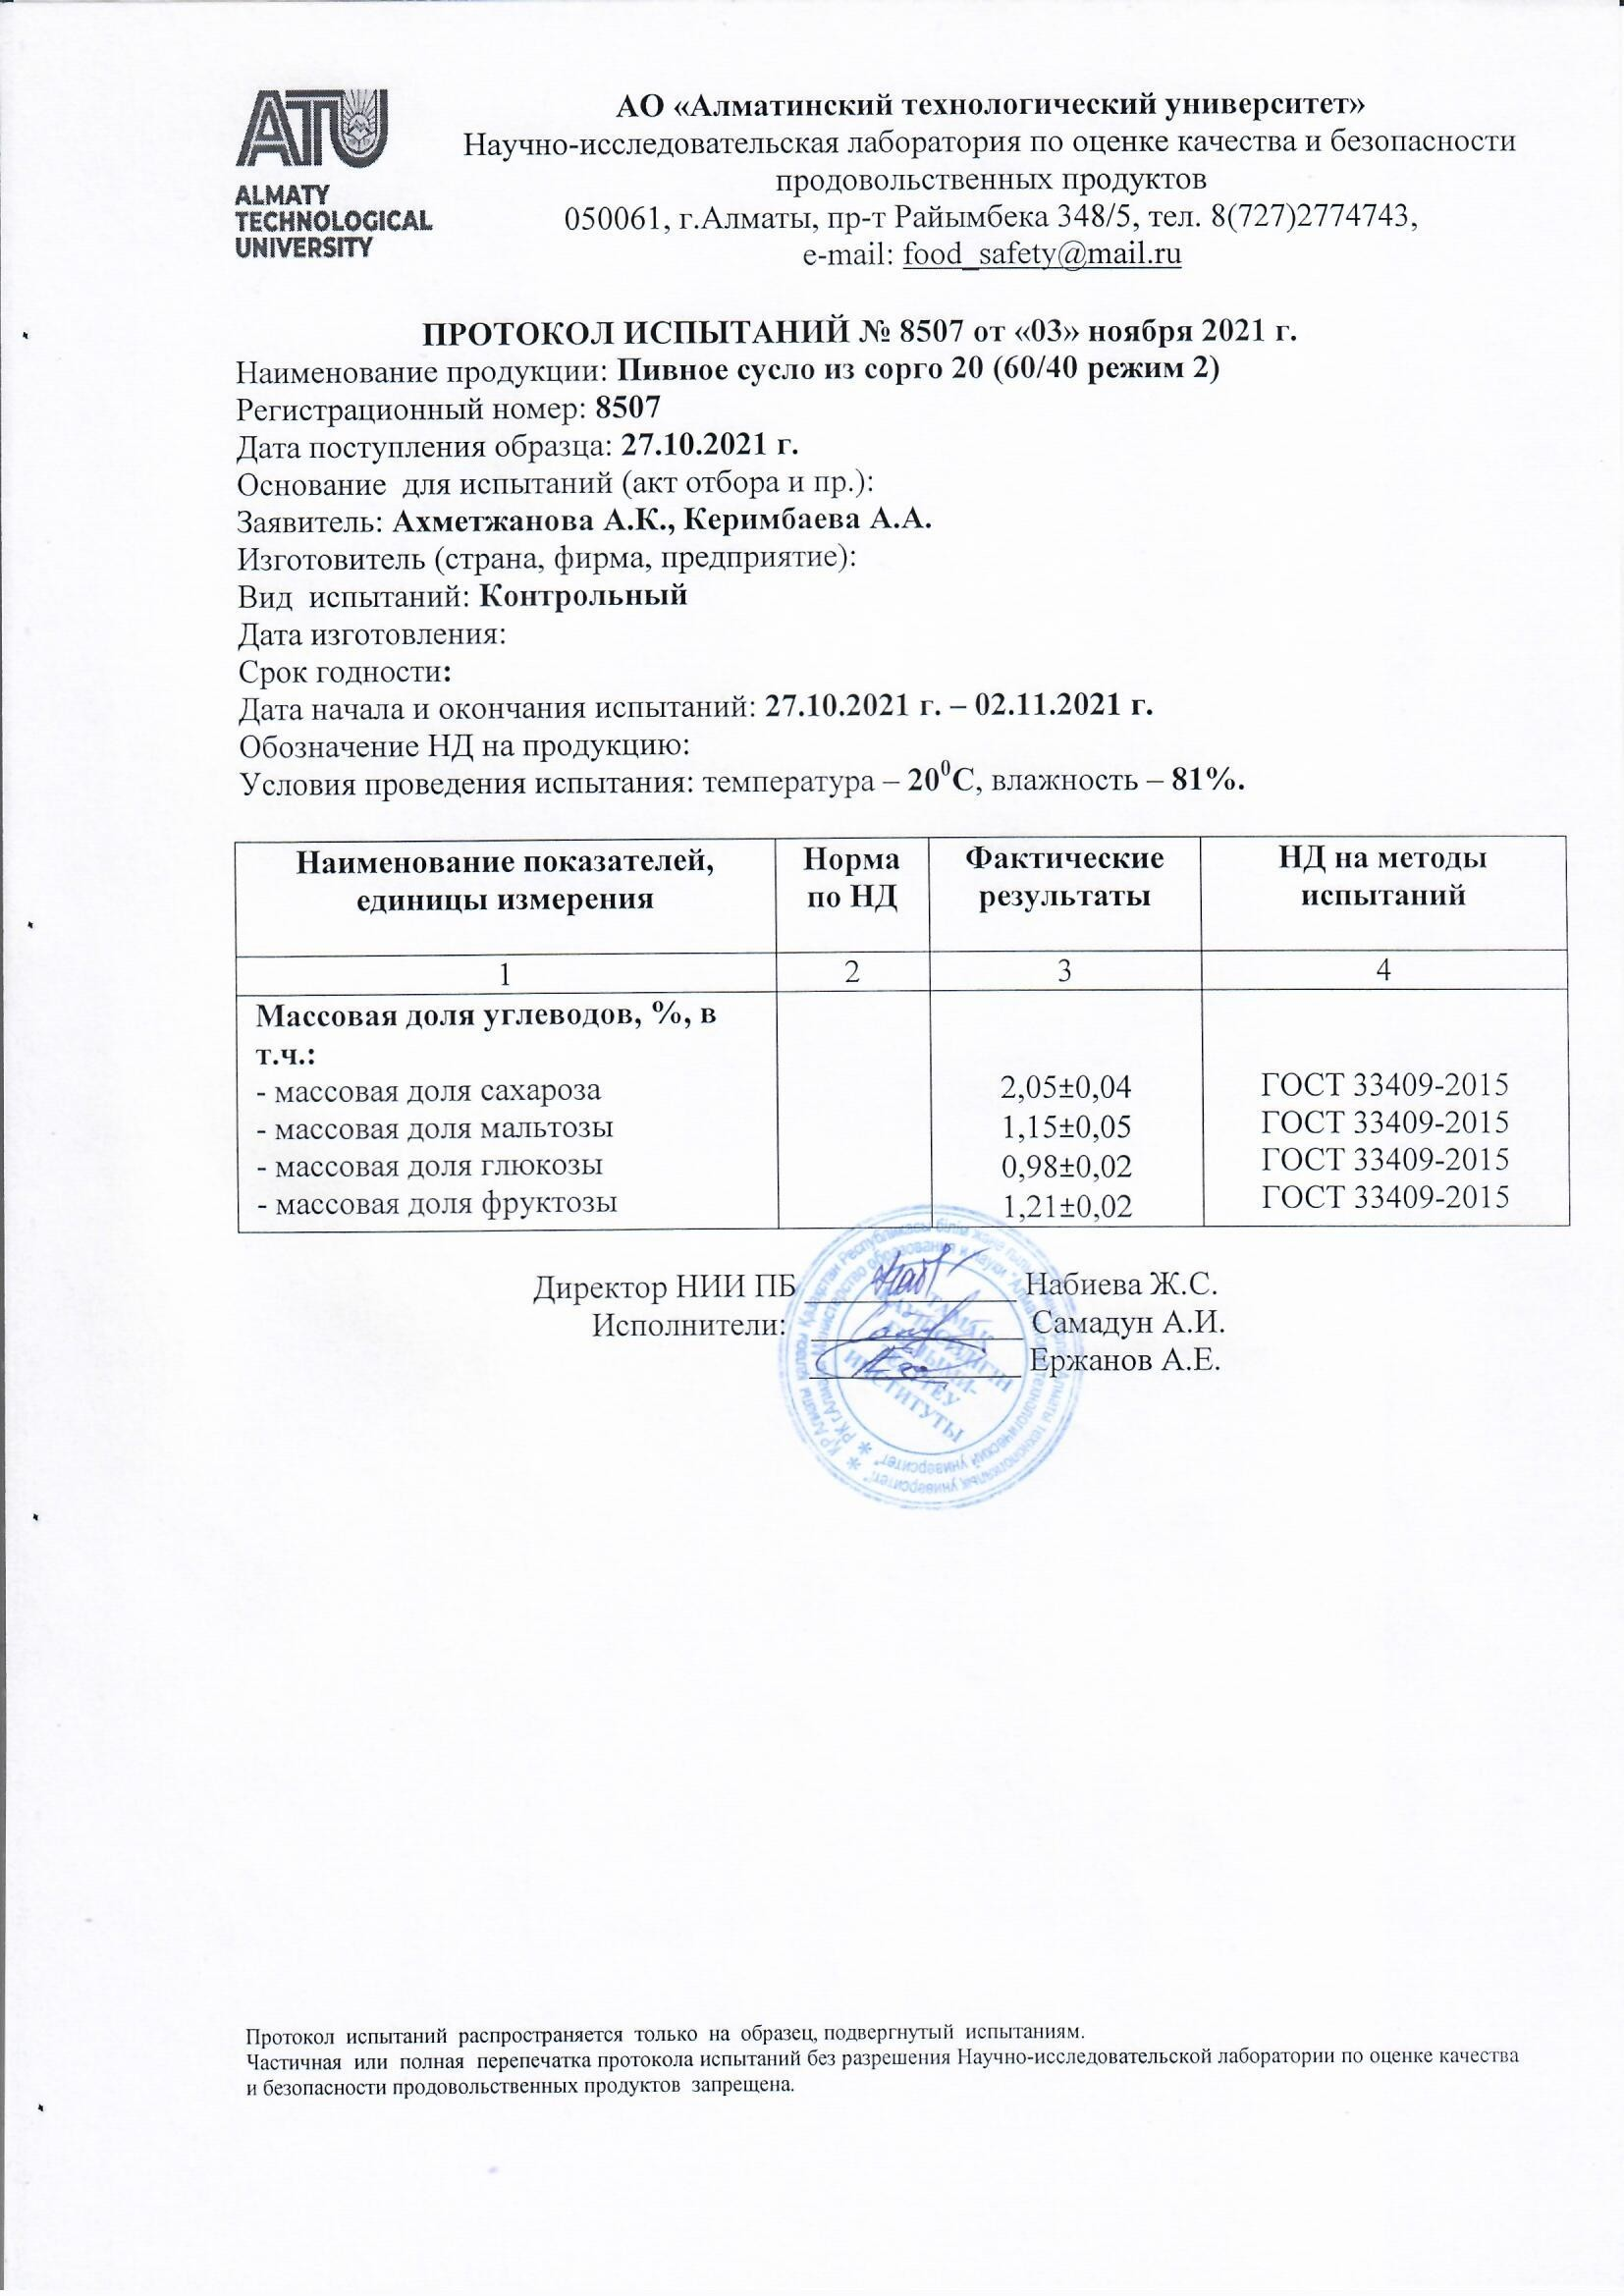 ATU
ALMATY
TECHNOLOGICAL
UNIVERSITY
АО «Алматинский технологический университет»
Научно-исследовательская лаборатория по оценке качества и безопасности
продовольственных продуктов
050061, г.Алматы, пр-т Райымбека 348/5, тел. 8(727)2774743,
e-mail: food_safety@mail.ru
ПРОТОКОЛ ИСПЫТАНИЙ № 8507 от «03» ноября 2021 г.
Наименование продукции: Пивное сусло из сорго 20 (60/40 режим 2)
Регистрационный номер: 8507
Дата поступления образца: 27.10.2021 г.
Основание для испытаний (акт отбора и пр.):
Заявитель: Ахметжанова А.К., Керимбаева А.А.
Изготовитель (страна, фирма, предприятие):
Вид испытаний: Контрольный
Дата изготовления:
Срок годности:
Дата начала и окончания испытаний: 27.10.2021 г. – 02.11.2021 г.
Обозначение НД на продукцию:
Условия проведения испытания: температура – 20⁰С, влажность – 81%.
Наименование показателей, Норма Фактические НД на методы
единицы измерения по НД результаты испытаний
1 2 3 4
Массовая доля углеводов, %, в
т.ч.:
- массовая доля сахароза 2,05±0,04 ГОСТ 33409-2015
- массовая доля мальтозы 1,15±0,05 ГОСТ 33409-2015
- массовая доля глюкозы 0,98±0,02 ГОСТ 33409-2015
- массовая доля фруктозы 1,21±0,02 ГОСТ 33409-2015
Директор НИИ ПБ Набиева Ж.С.
Исполнители: Самадун А.И.
Ержанов А.Е.
Протокол испытаний распространяется только на образец, подвергнутый испытаниям.
Частичная или полная перепечатка протокола испытаний без разрешения Научно-исследовательской лаборатории по оценке качества
и безопасности продовольственных продуктов запрещена.